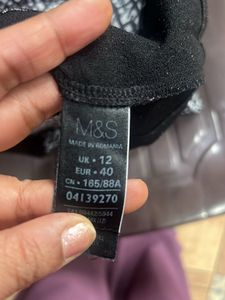 M&S
MADE IN ROMANIA
UK • 12
EUR • 40
CN • 165/88A
04139270